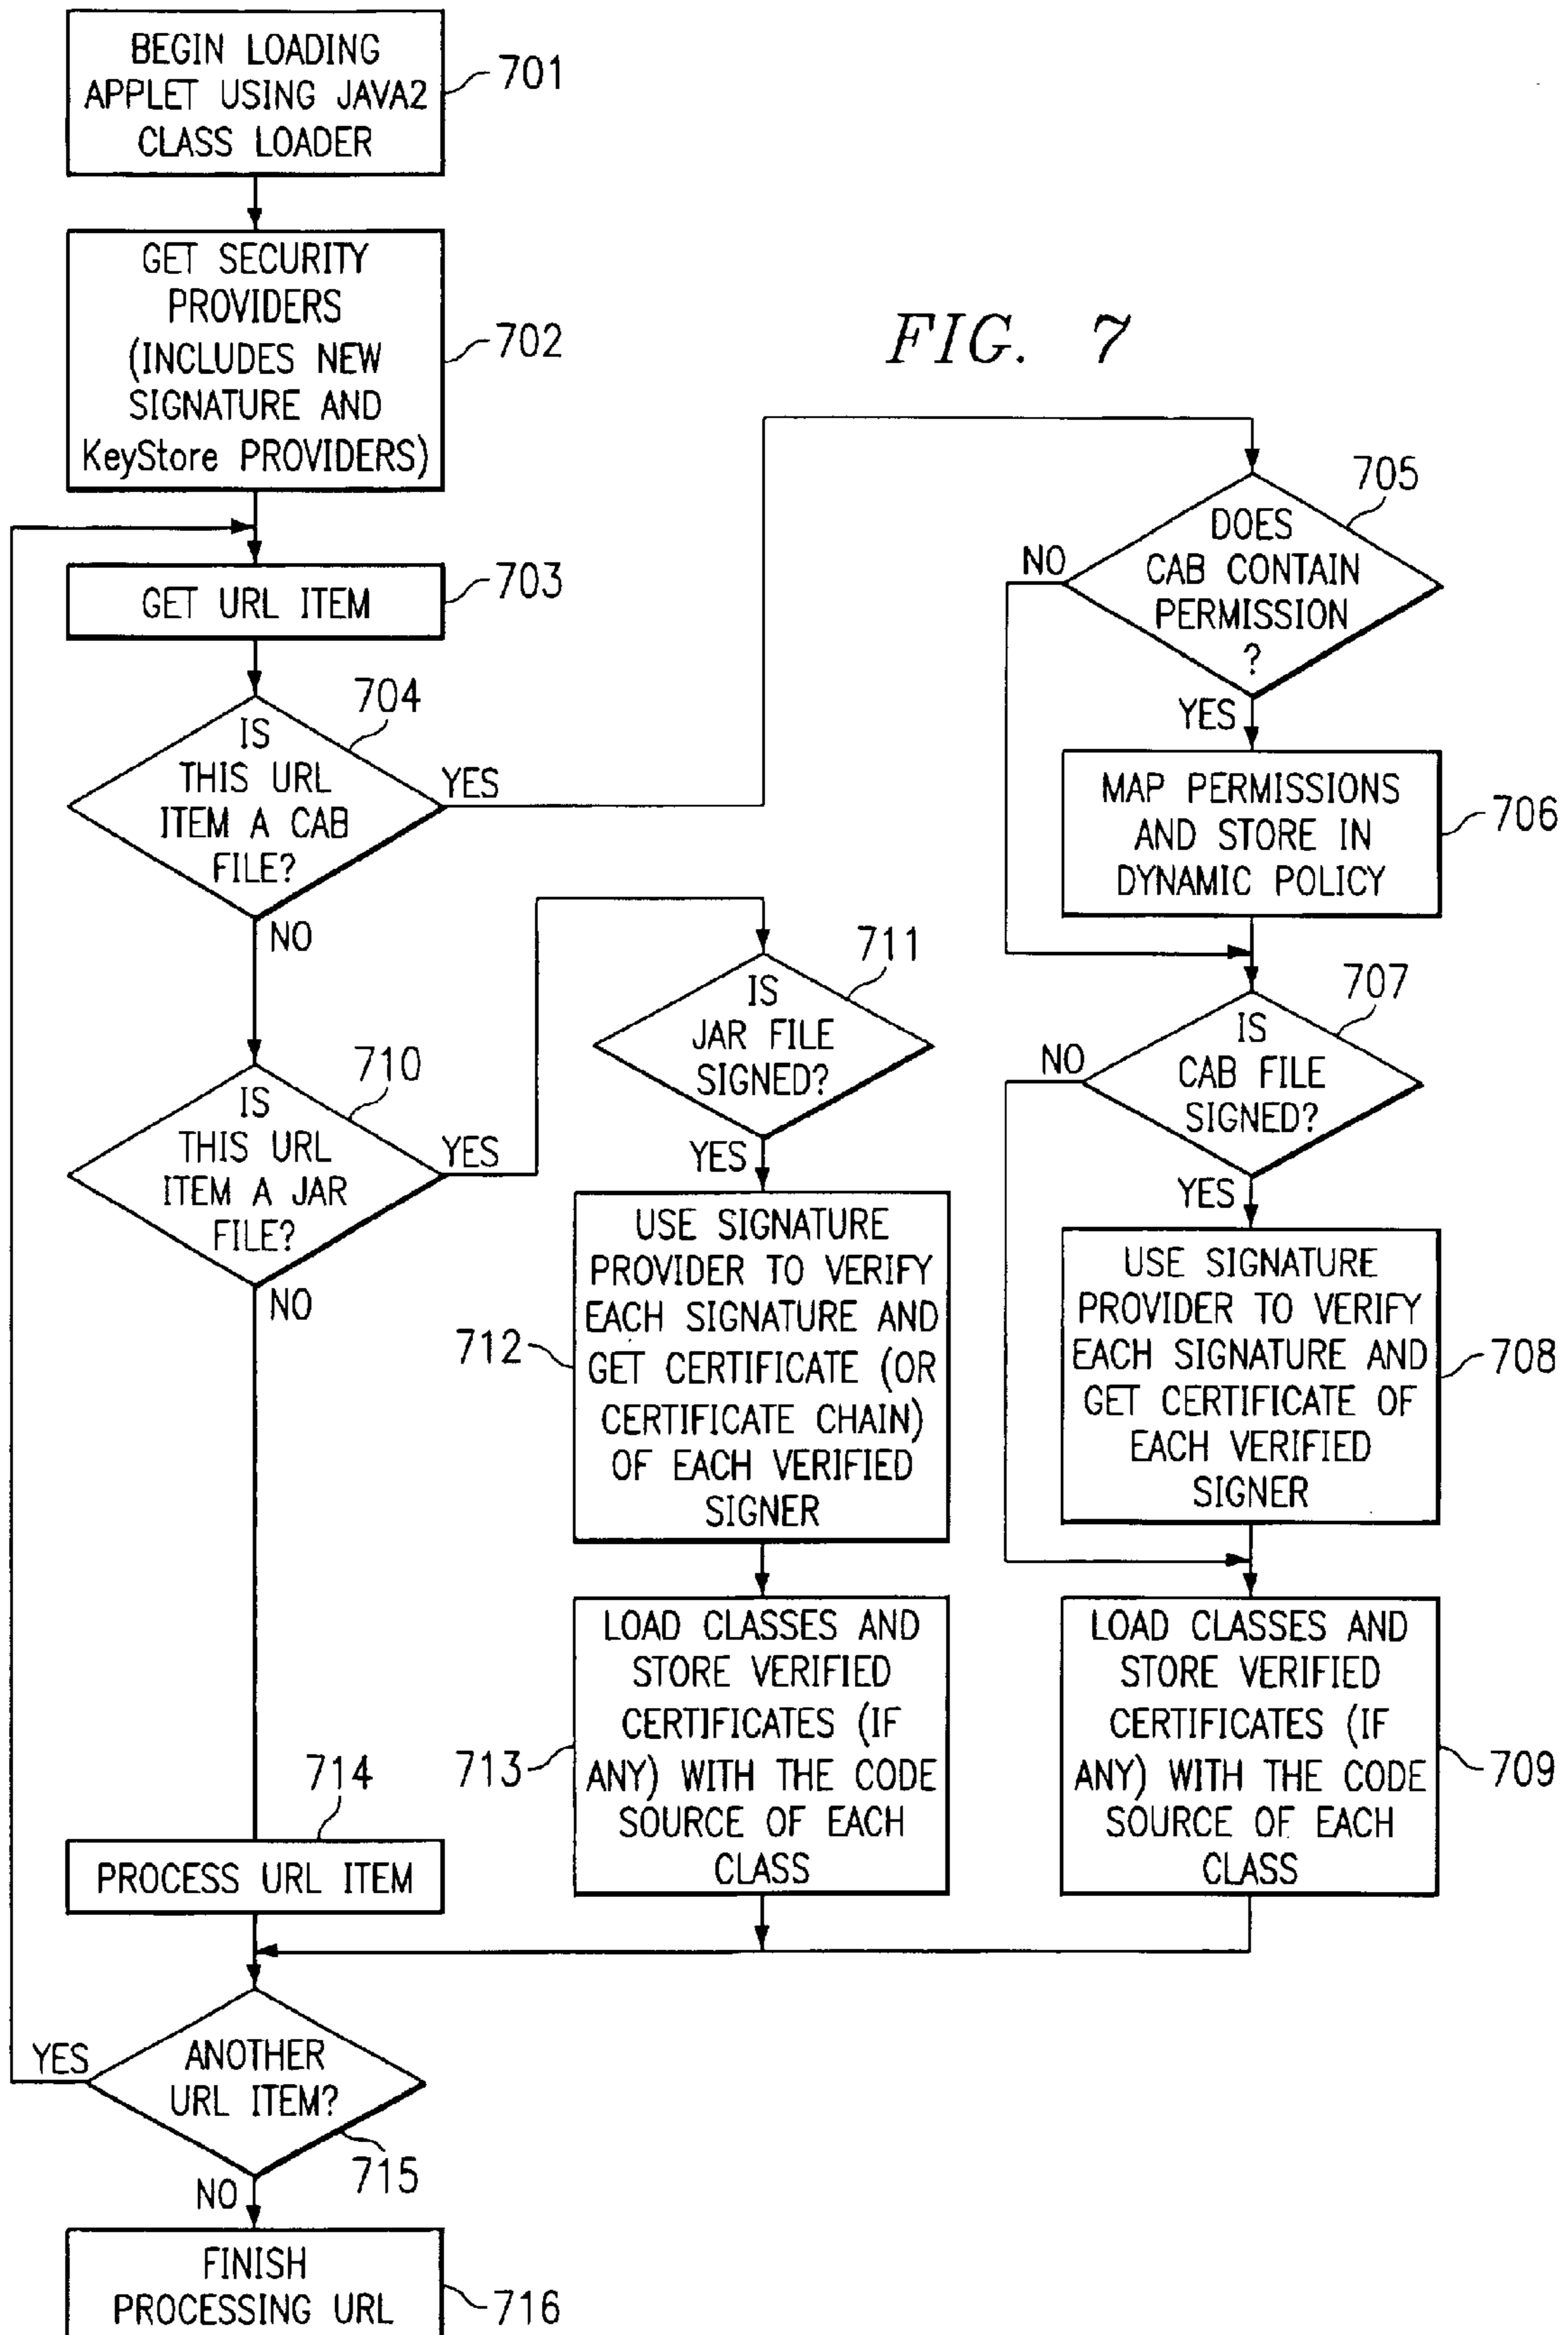 BEGIN LOADING
APPLET USING JAVA2
CLASS LOADER
701
GET SECURITY
PROVIDERS
(INCLUDES NEW
SIGNATURE AND
KeyStore PROVIDERS)
702
FIG. 7
GET URL ITEM
703
IS
THIS URL
ITEM A CAB
FILE?
704
YES
NO
DOES
CAB CONTAIN
PERMISSION
?
705
NO
YES
MAP PERMISSIONS
AND STORE IN
DYNAMIC POLICY
706
IS
CAB FILE
SIGNED?
707
NO
YES
USE SIGNATURE
PROVIDER TO VERIFY
EACH SIGNATURE AND
GET CERTIFICATE OF
EACH VERIFIED
SIGNER
708
LOAD CLASSES AND
STORE VERIFIED
CERTIFICATES (IF
ANY) WITH THE CODE
SOURCE OF EACH
CLASS
709
IS
THIS URL
ITEM A JAR
FILE?
710
YES
NO
IS
JAR FILE
SIGNED?
711
YES
USE SIGNATURE
PROVIDER TO VERIFY
EACH SIGNATURE AND
GET CERTIFICATE (OR
CERTIFICATE CHAIN)
OF EACH VERIFIED
SIGNER
712
LOAD CLASSES AND
STORE VERIFIED
CERTIFICATES (IF
ANY) WITH THE CODE
SOURCE OF EACH
CLASS
713
714
PROCESS URL ITEM
ANOTHER
URL ITEM?
YES
715
NO
FINISH
PROCESSING URL
716